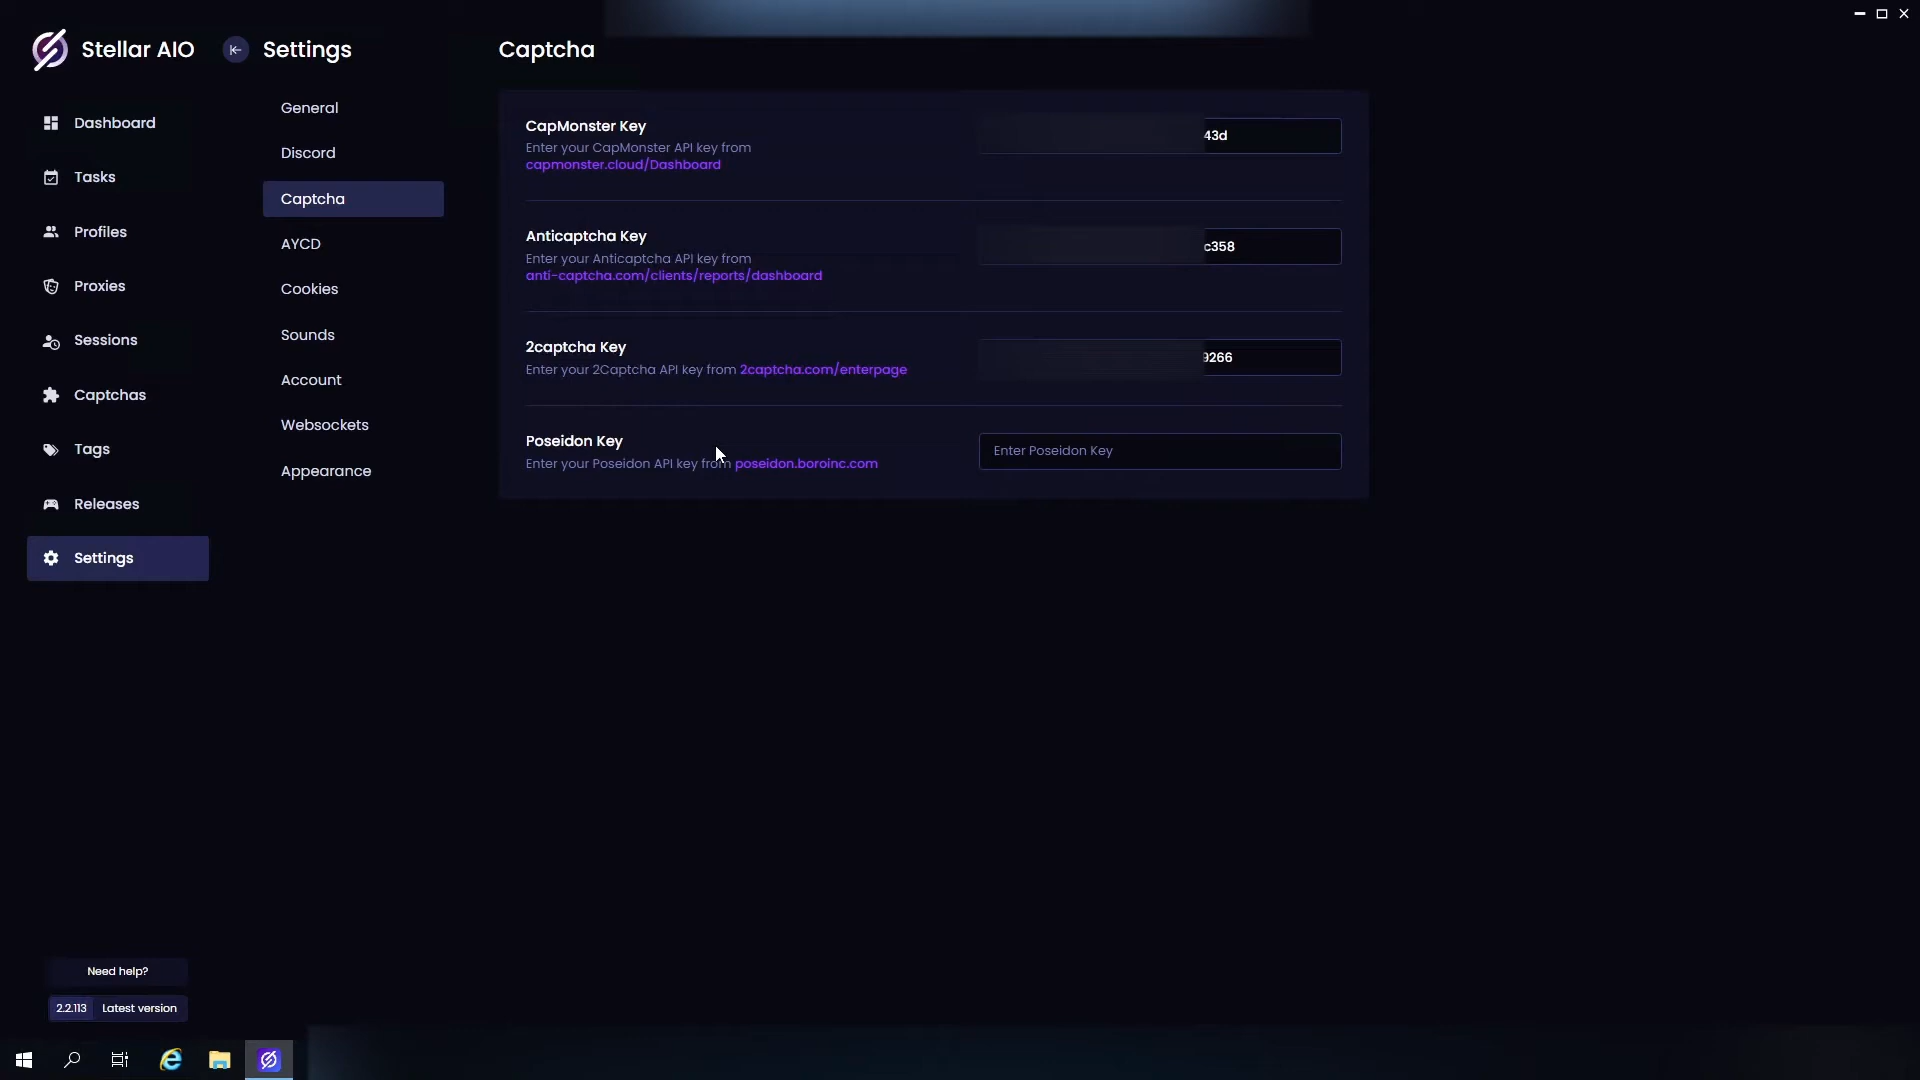 Stellar AIO
Dashboard
Tasks
Profiles
Proxies
Sessions
Captchas
Tags
Releases
Settings
Need help?
2.2.113 Latest version
Settings
General
Discord
Captcha
AYCD
Cookies
Sounds
Account
Websockets
Appearance
Captcha
CapMonster Key
Enter your CapMonster API key from
capmonster.cloud/Dashboard
43d
Anticaptcha Key
Enter your Anticaptcha API key from
anti-captcha.com/clients/reports/dashboard
c358
2captcha Key
Enter your 2Captcha API key from 2captcha.com/enterpage
9266
Poseidon Key
Enter your Poseidon API key from poseidon.boroinc.com
Enter Poseidon Key